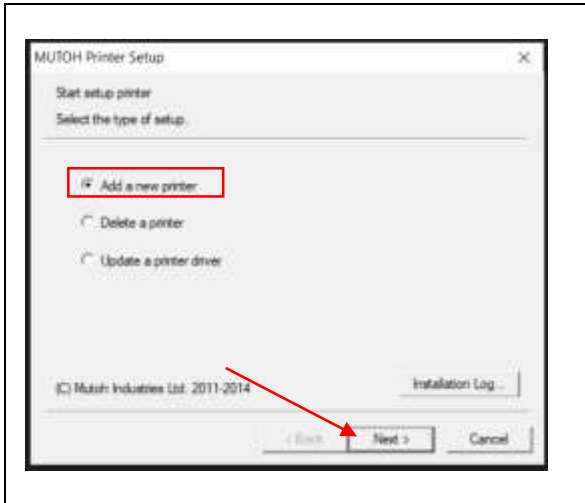 MUTOH Printer Setup
Start setup printer
Select the type of setup.
Add a new printer
Delete a printer
Update a printer driver
(C) Mutoh Industries Ltd. 2011-2014
Installation Log...
< Back
Next >
Cancel